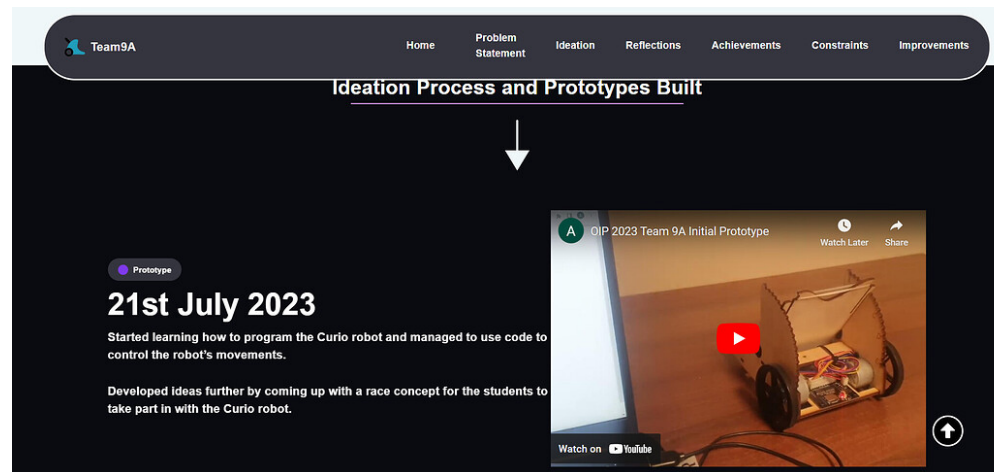 Team9A
Home
Problem
Statement
Ideation
Reflections
Achievements
Constraints
Improvements
Ideation Process and Prototypes Built
Prototype
21st July 2023
Started learning how to program the Curio robot and managed to use code to
control the robot's movements.
Developed ideas further by coming up with a race concept for the students to
take part in with the Curio robot.
A
OIP 2023 Team 9A Initial Prototype
Watch Later
Share
Watch on YouTube